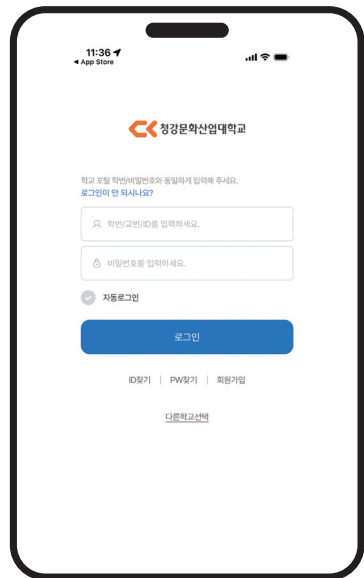 11:36
◀ App Store
CK 청강문화산업대학교
학교 포털 학번/비밀번호와 동일하게 입력해 주세요.
로그인이 안 되시나요?
학번/교번/ID를 입력하세요.
비밀번호를 입력하세요.
자동로그인
로그인
ID찾기 | PW찾기 | 회원가입
다른학교선택